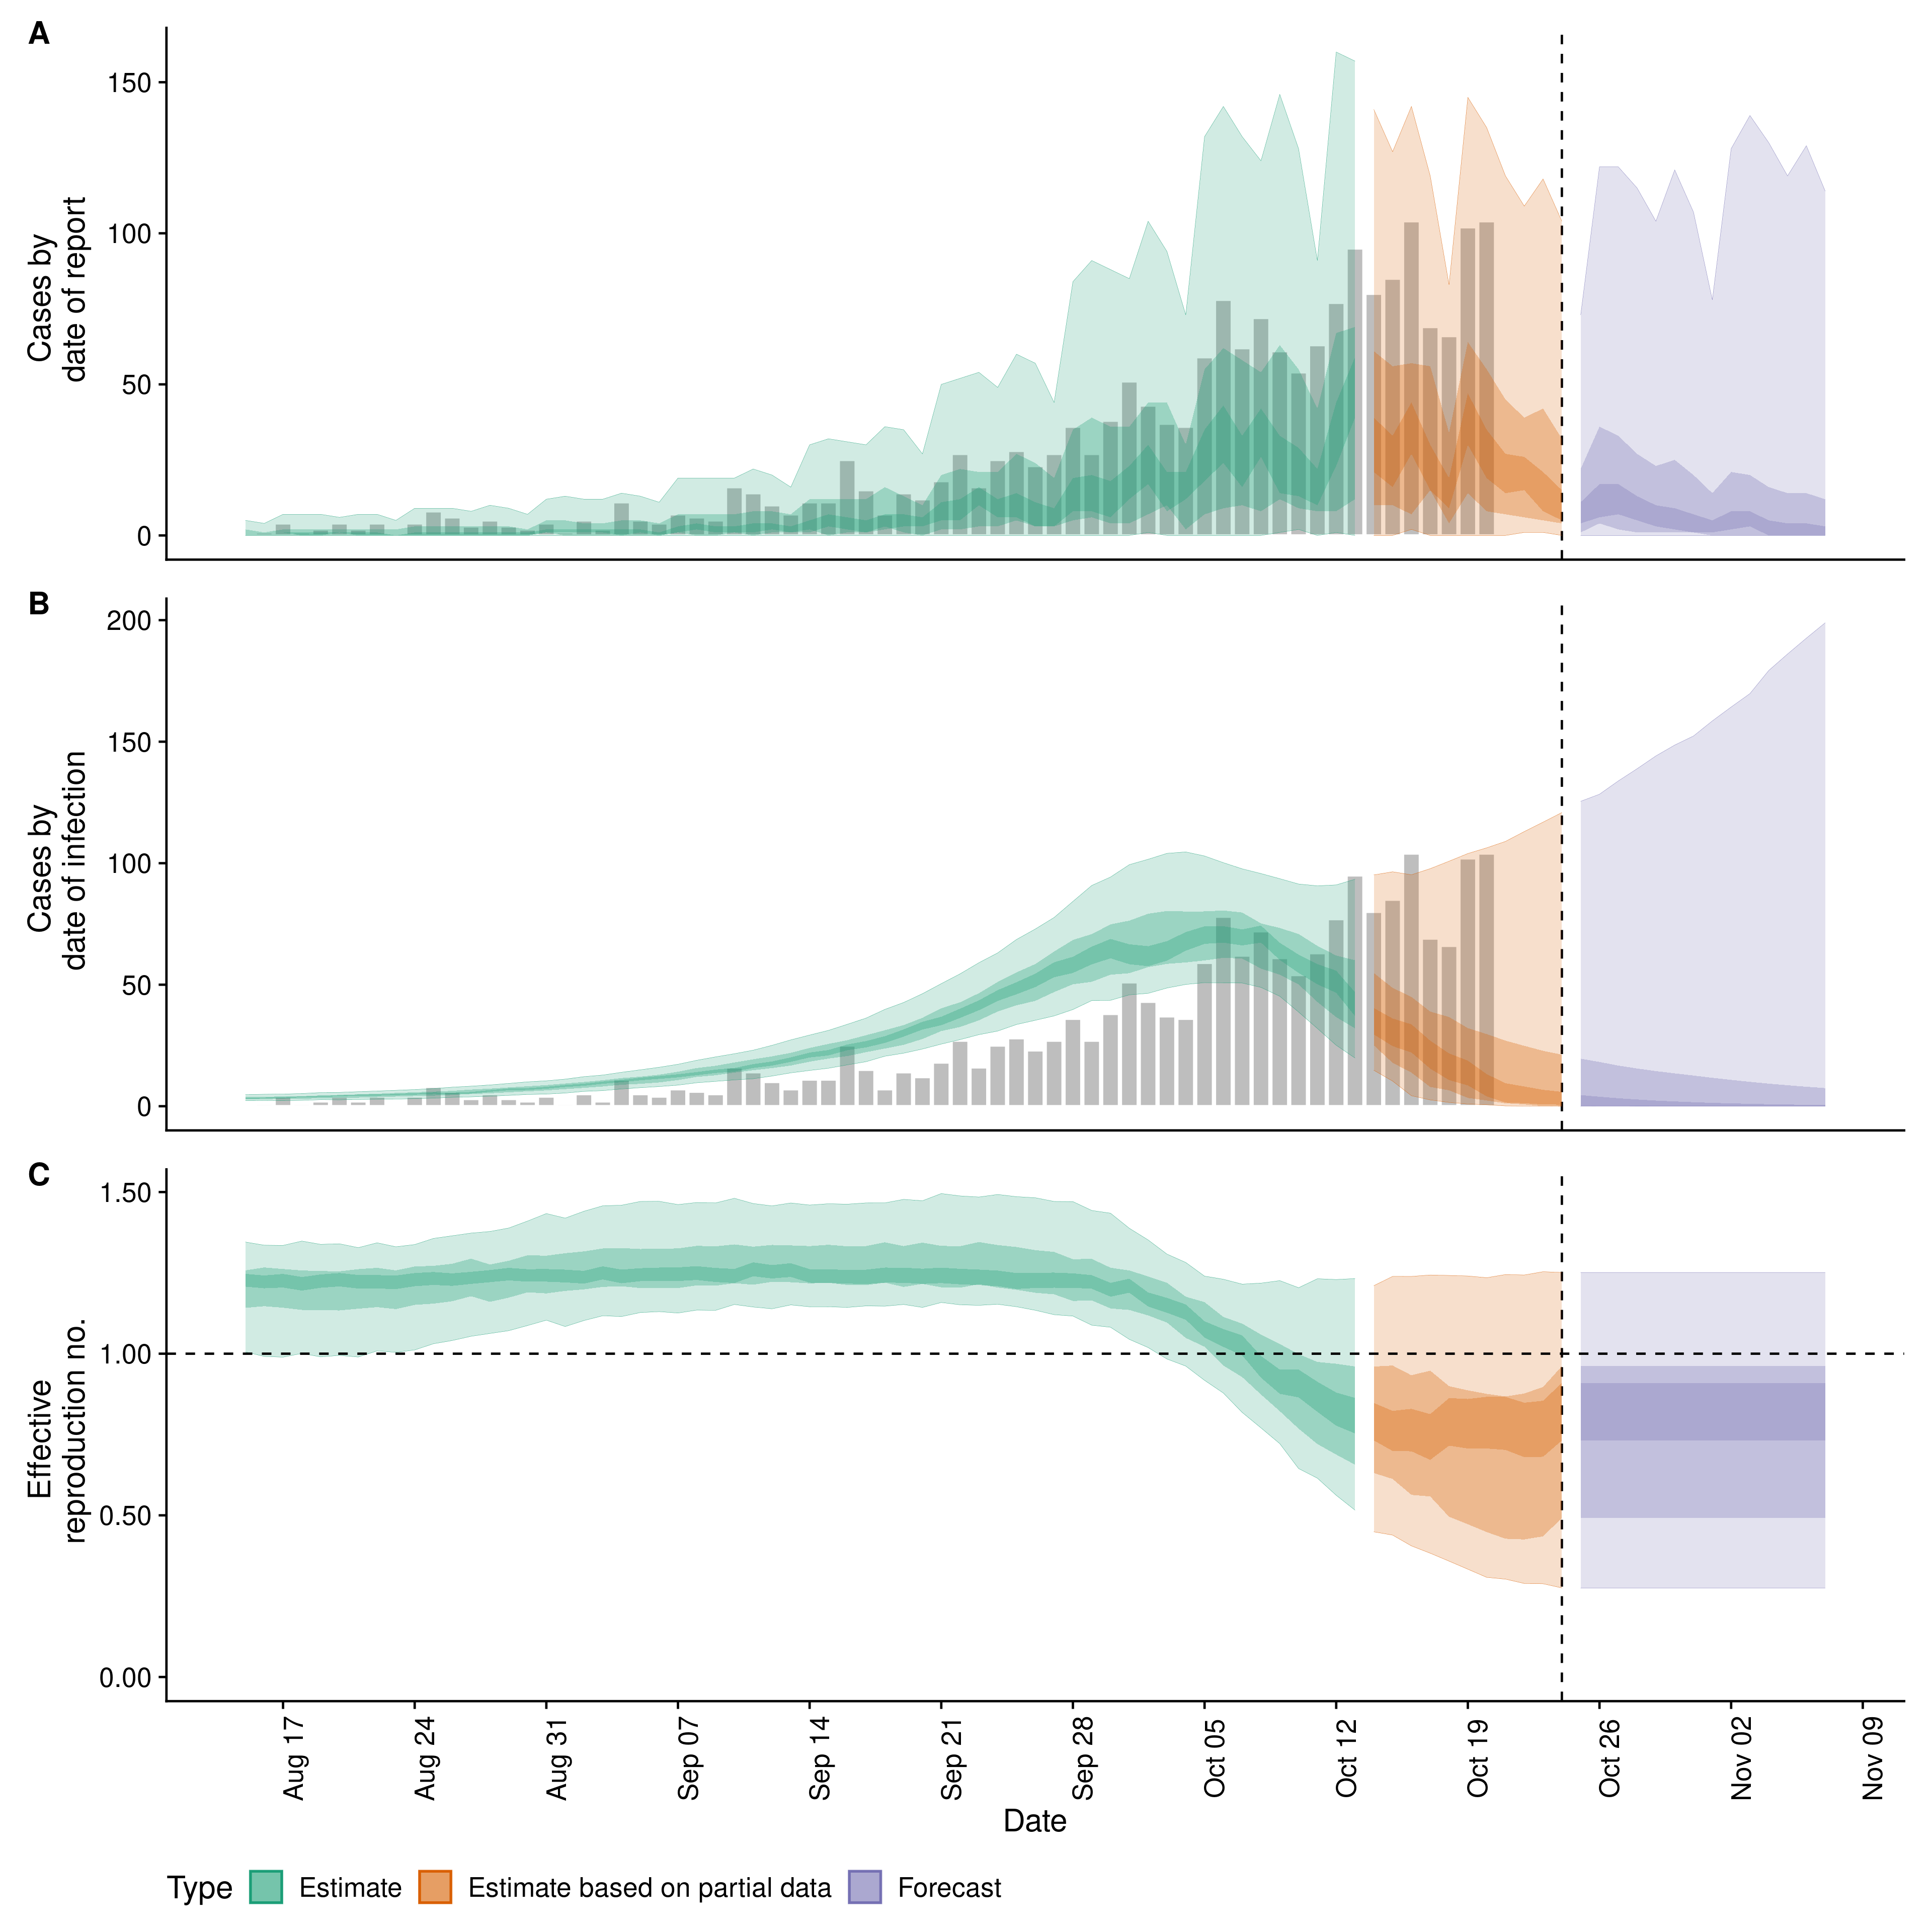 A
Cases by
date of report
150
100
50
0
B
Cases by
date of infection
200
150
100
50
0
C
Effective
reproduction no.
1.50
1.00
0.50
0.00
Aug 17
Aug 24
Aug 31
Sep 07
Sep 14
Sep 21
Sep 28
Oct 05
Oct 12
Oct 19
Oct 26
Nov 02
Nov 09
Date
Type Estimate Estimate based on partial data Forecast